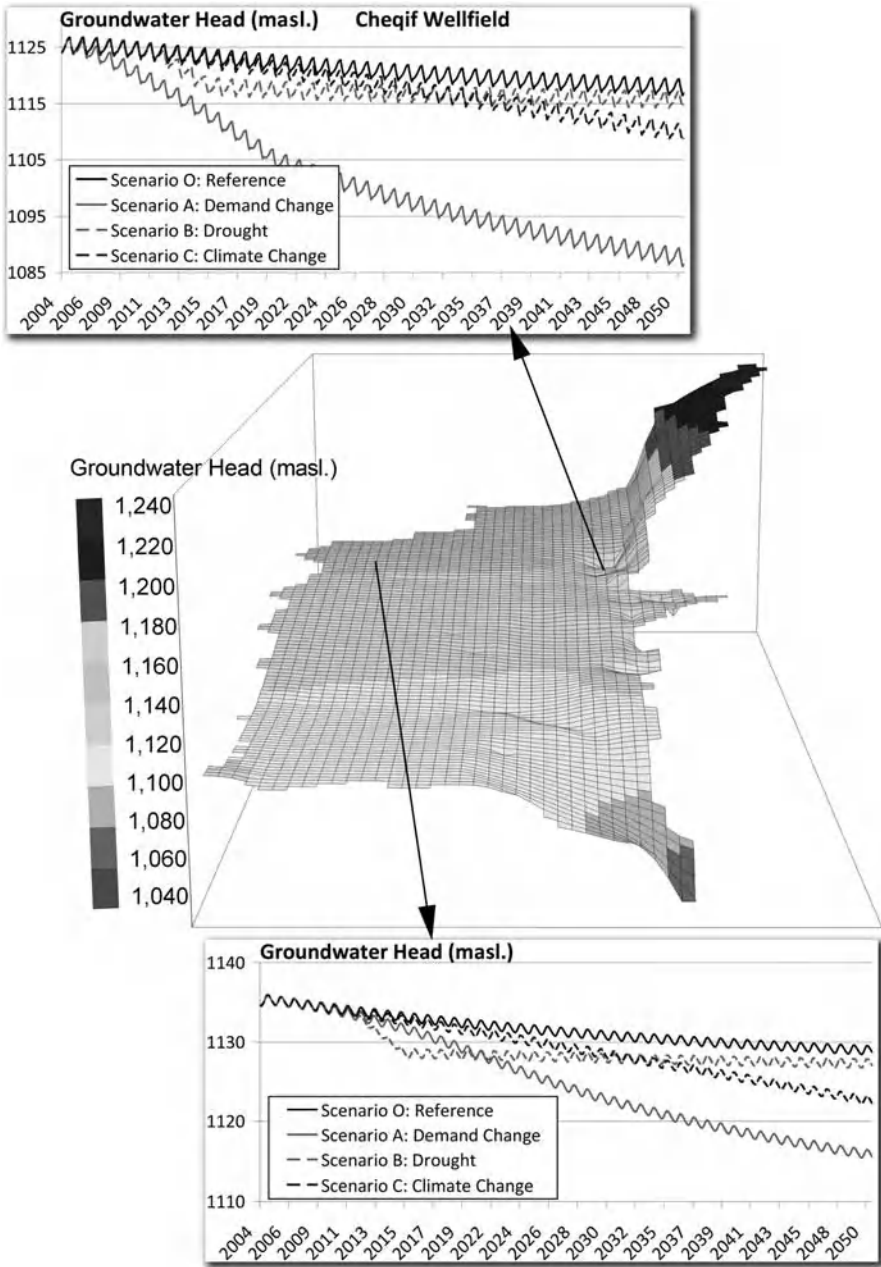 Groundwater Head (masl.) Cheqif Wellfield
1125
1115
1105
1095
1085
Scenario O: Reference
Scenario A: Demand Change
Scenario B: Drought
Scenario C: Climate Change
2004 2006 2009 2011 2013 2015 2017 2019 2022 2024 2026 2028 2030 2032 2035 2037 2039 2041 2043 2045 2048 2050
Groundwater Head (masl.)
1,240
1,220
1,200
1,180
1,160
1,140
1,120
1,100
1,080
1,060
1,040
Groundwater Head (masl.)
1140
1130
1120
1110
Scenario O: Reference
Scenario A: Demand Change
Scenario B: Drought
Scenario C: Climate Change
2004 2006 2009 2011 2013 2015 2017 2019 2022 2024 2026 2028 2030 2032 2035 2037 2039 2041 2043 2045 2048 2050